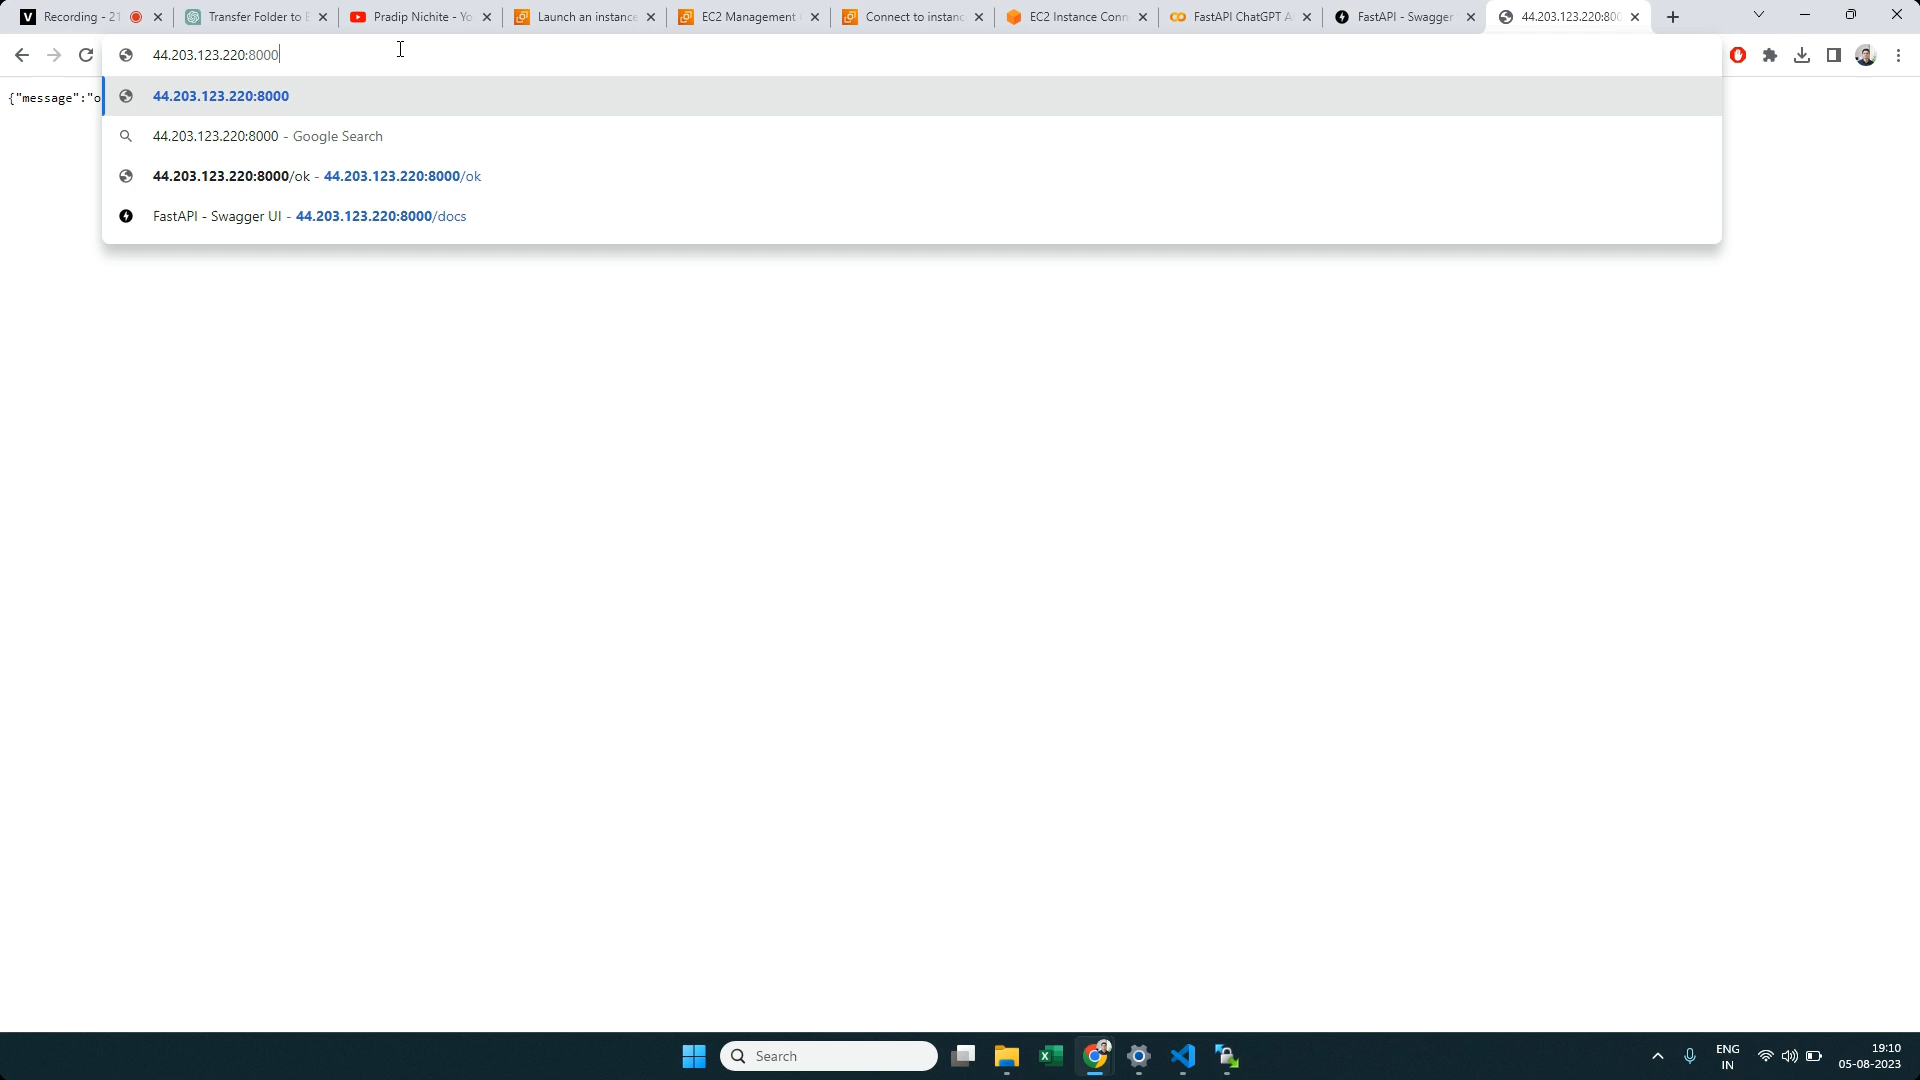 Recording - 21
Transfer Folder to E
Pradip Nichite - Yo
Launch an instance
EC2 Management
Connect to instanc
EC2 Instance Conn
FastAPI ChatGPT A
FastAPI - Swagger
44.203.123.220:800
44.203.123.220:8000
{"message":"o
44.203.123.220:8000
44.203.123.220:8000 - Google Search
44.203.123.220:8000/ok - 44.203.123.220:8000/ok
FastAPI - Swagger UI - 44.203.123.220:8000/docs
Search
ENG
IN
19:10
05-08-2023